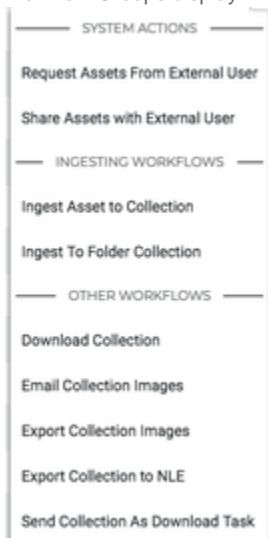 SYSTEM ACTIONS
Request Assets From External User
Share Assets with External User
INGESTING WORKFLOWS
Ingest Asset to Collection
Ingest To Folder Collection
OTHER WORKFLOWS
Download Collection
Email Collection Images
Export Collection Images
Export Collection to NLE
Send Collection As Download Task